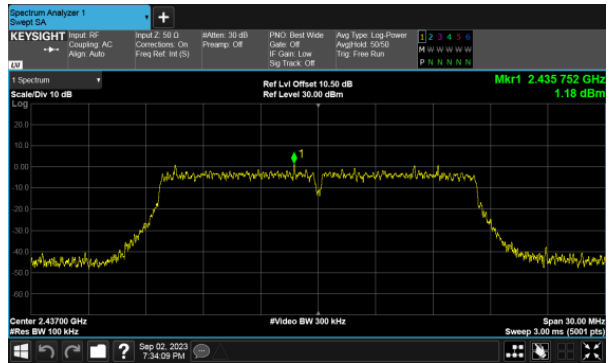 Spectrum Analyzer 1
Swept SA
+
KEYSIGHT
Input: RF
Coupling: AC
Align: Auto
Input Z: 50 Ω
Corrections: On
Freq Ref: Int (S)
#Atten: 30 dB
Preamp: Off
PNO: Best Wide
Gate: Off
IF Gain: Low
Sig Track: Off
Avg Type: Log-Power
Avg|Hold: 50/50
Trig: Free Run
1 2 3 4 5 6
M W W W W W
P N N N N N
LXI
1 Spectrum
Scale/Div 10 dB
Log
Ref Lvl Offset 10.50 dB
Ref Level 30.00 dBm
Mkr1 2.435 752 GHz
1.18 dBm
20.0
10.0
0.00
-10.0
-20.0
-30.0
-40.0
-50.0
-60.0
1
Center 2.43700 GHz
#Res BW 100 kHz
#Video BW 300 kHz
Span 30.00 MHz
Sweep 3.00 ms (5001 pts)
?
Sep 02, 2023
7:34:09 PM